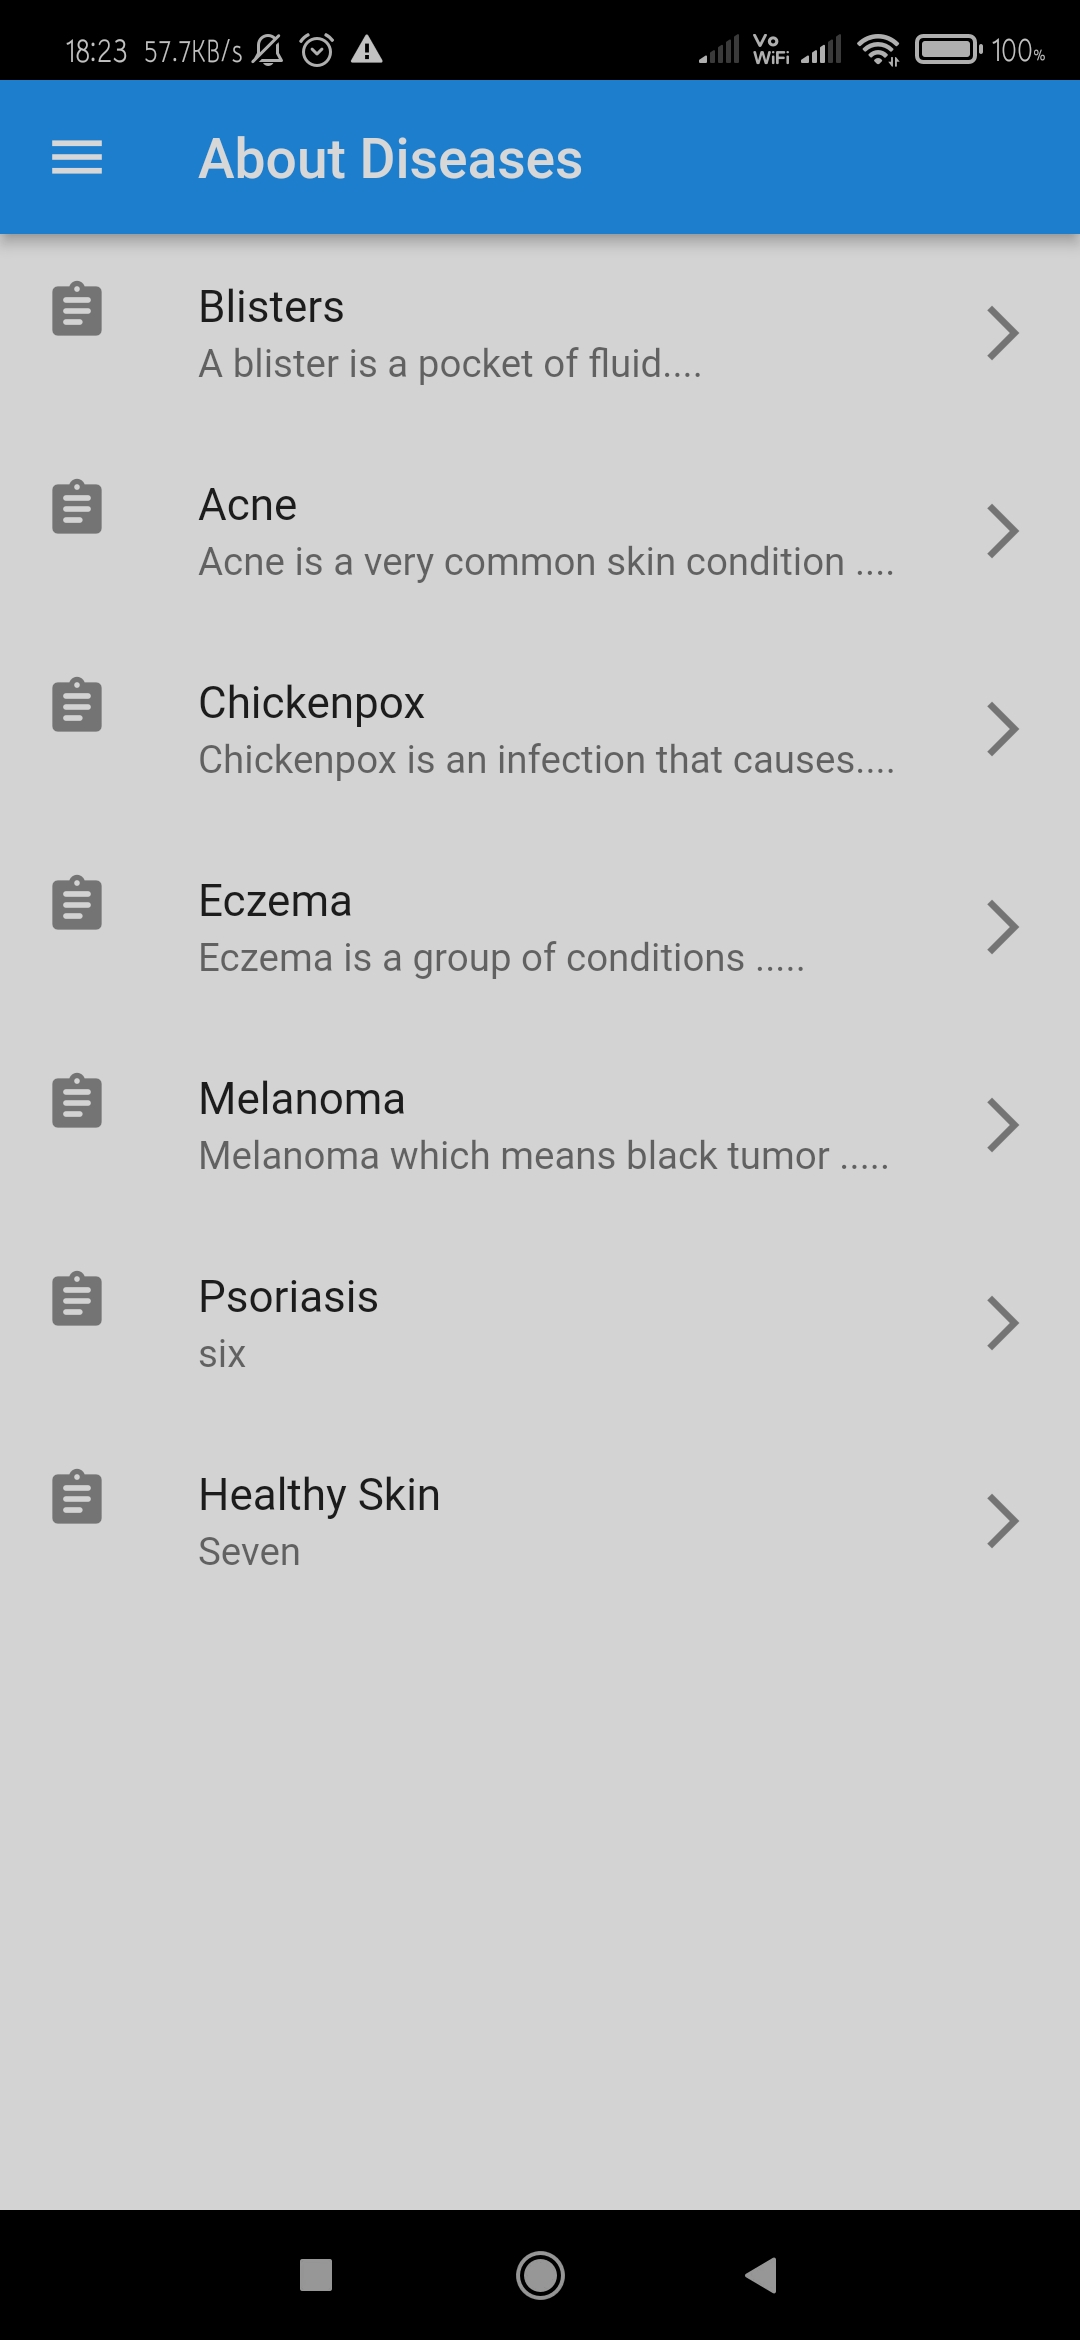 18:23 57.7KB/s Vo WiFi 100%
About Diseases
Blisters
A blister is a pocket of fluid....
Acne
Acne is a very common skin condition ....
Chickenpox
Chickenpox is an infection that causes....
Eczema
Eczema is a group of conditions .....
Melanoma
Melanoma which means black tumor .....
Psoriasis
six
Healthy Skin
Seven